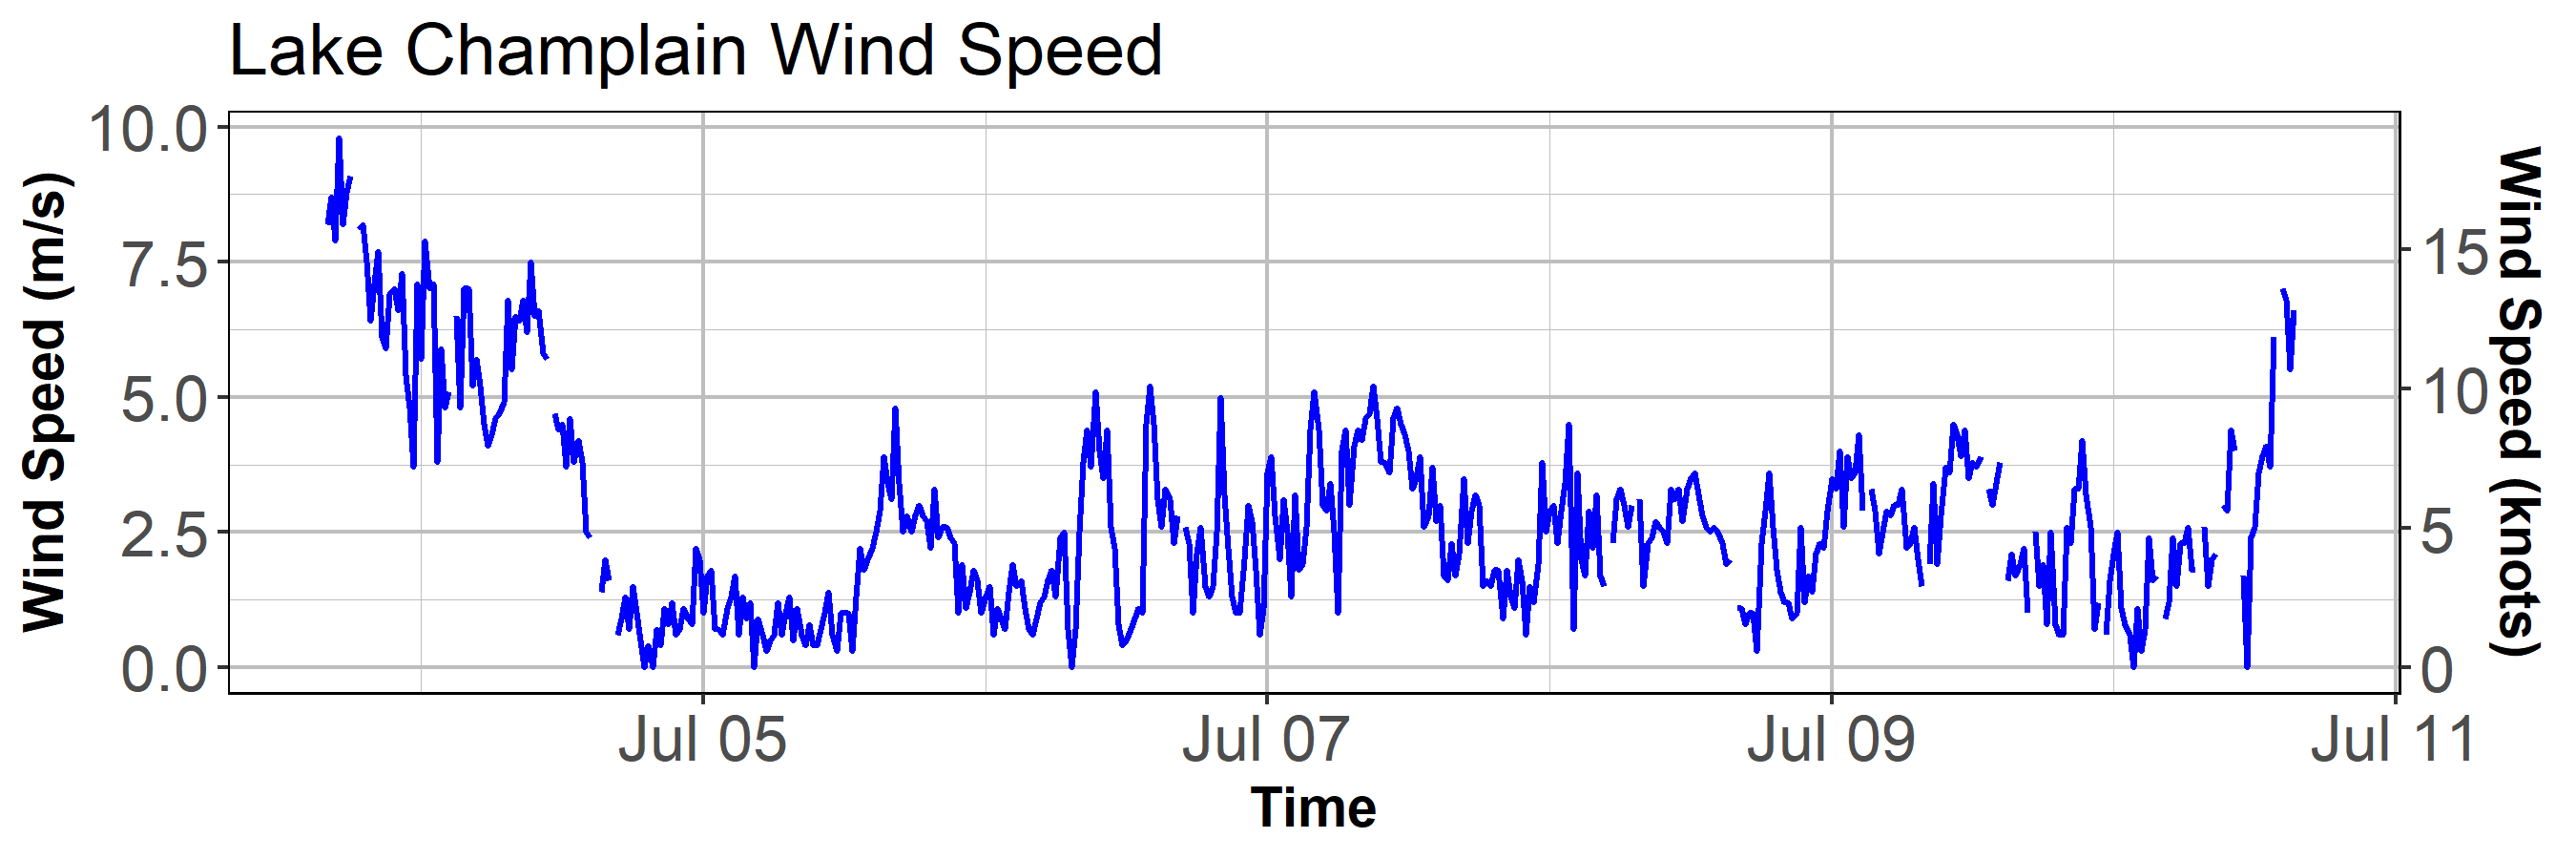 Lake Champlain Wind Speed
Wind Speed (m/s)
10.0
7.5
5.0
2.5
0.0
Wind Speed (knots)
15
10
5
0
Jul 05 Jul 07 Jul 09 Jul 11
Time